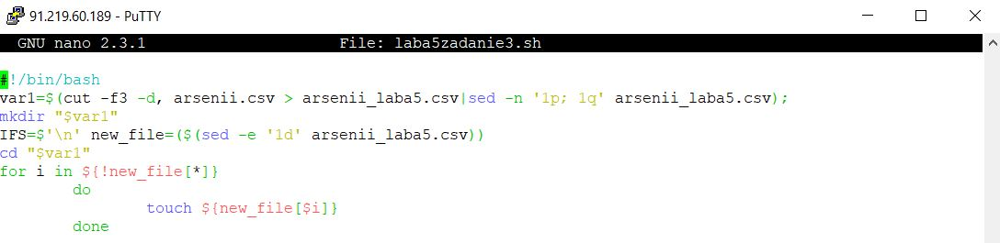 91.219.60.189 - PuTTY
GNU nano 2.3.1 File: laba5zadanie3.sh
#!/bin/bash
var1=$(cut -f3 -d, arsenii.csv > arsenii_laba5.csv|sed -n '1p; 1q' arsenii_laba5.csv);
mkdir "$var1"
IFS=$'\n' new_file=($(sed -e '1d' arsenii_laba5.csv))
cd "$var1"
for i in ${!new_file[*]}
do
touch ${new_file[$i]}
done